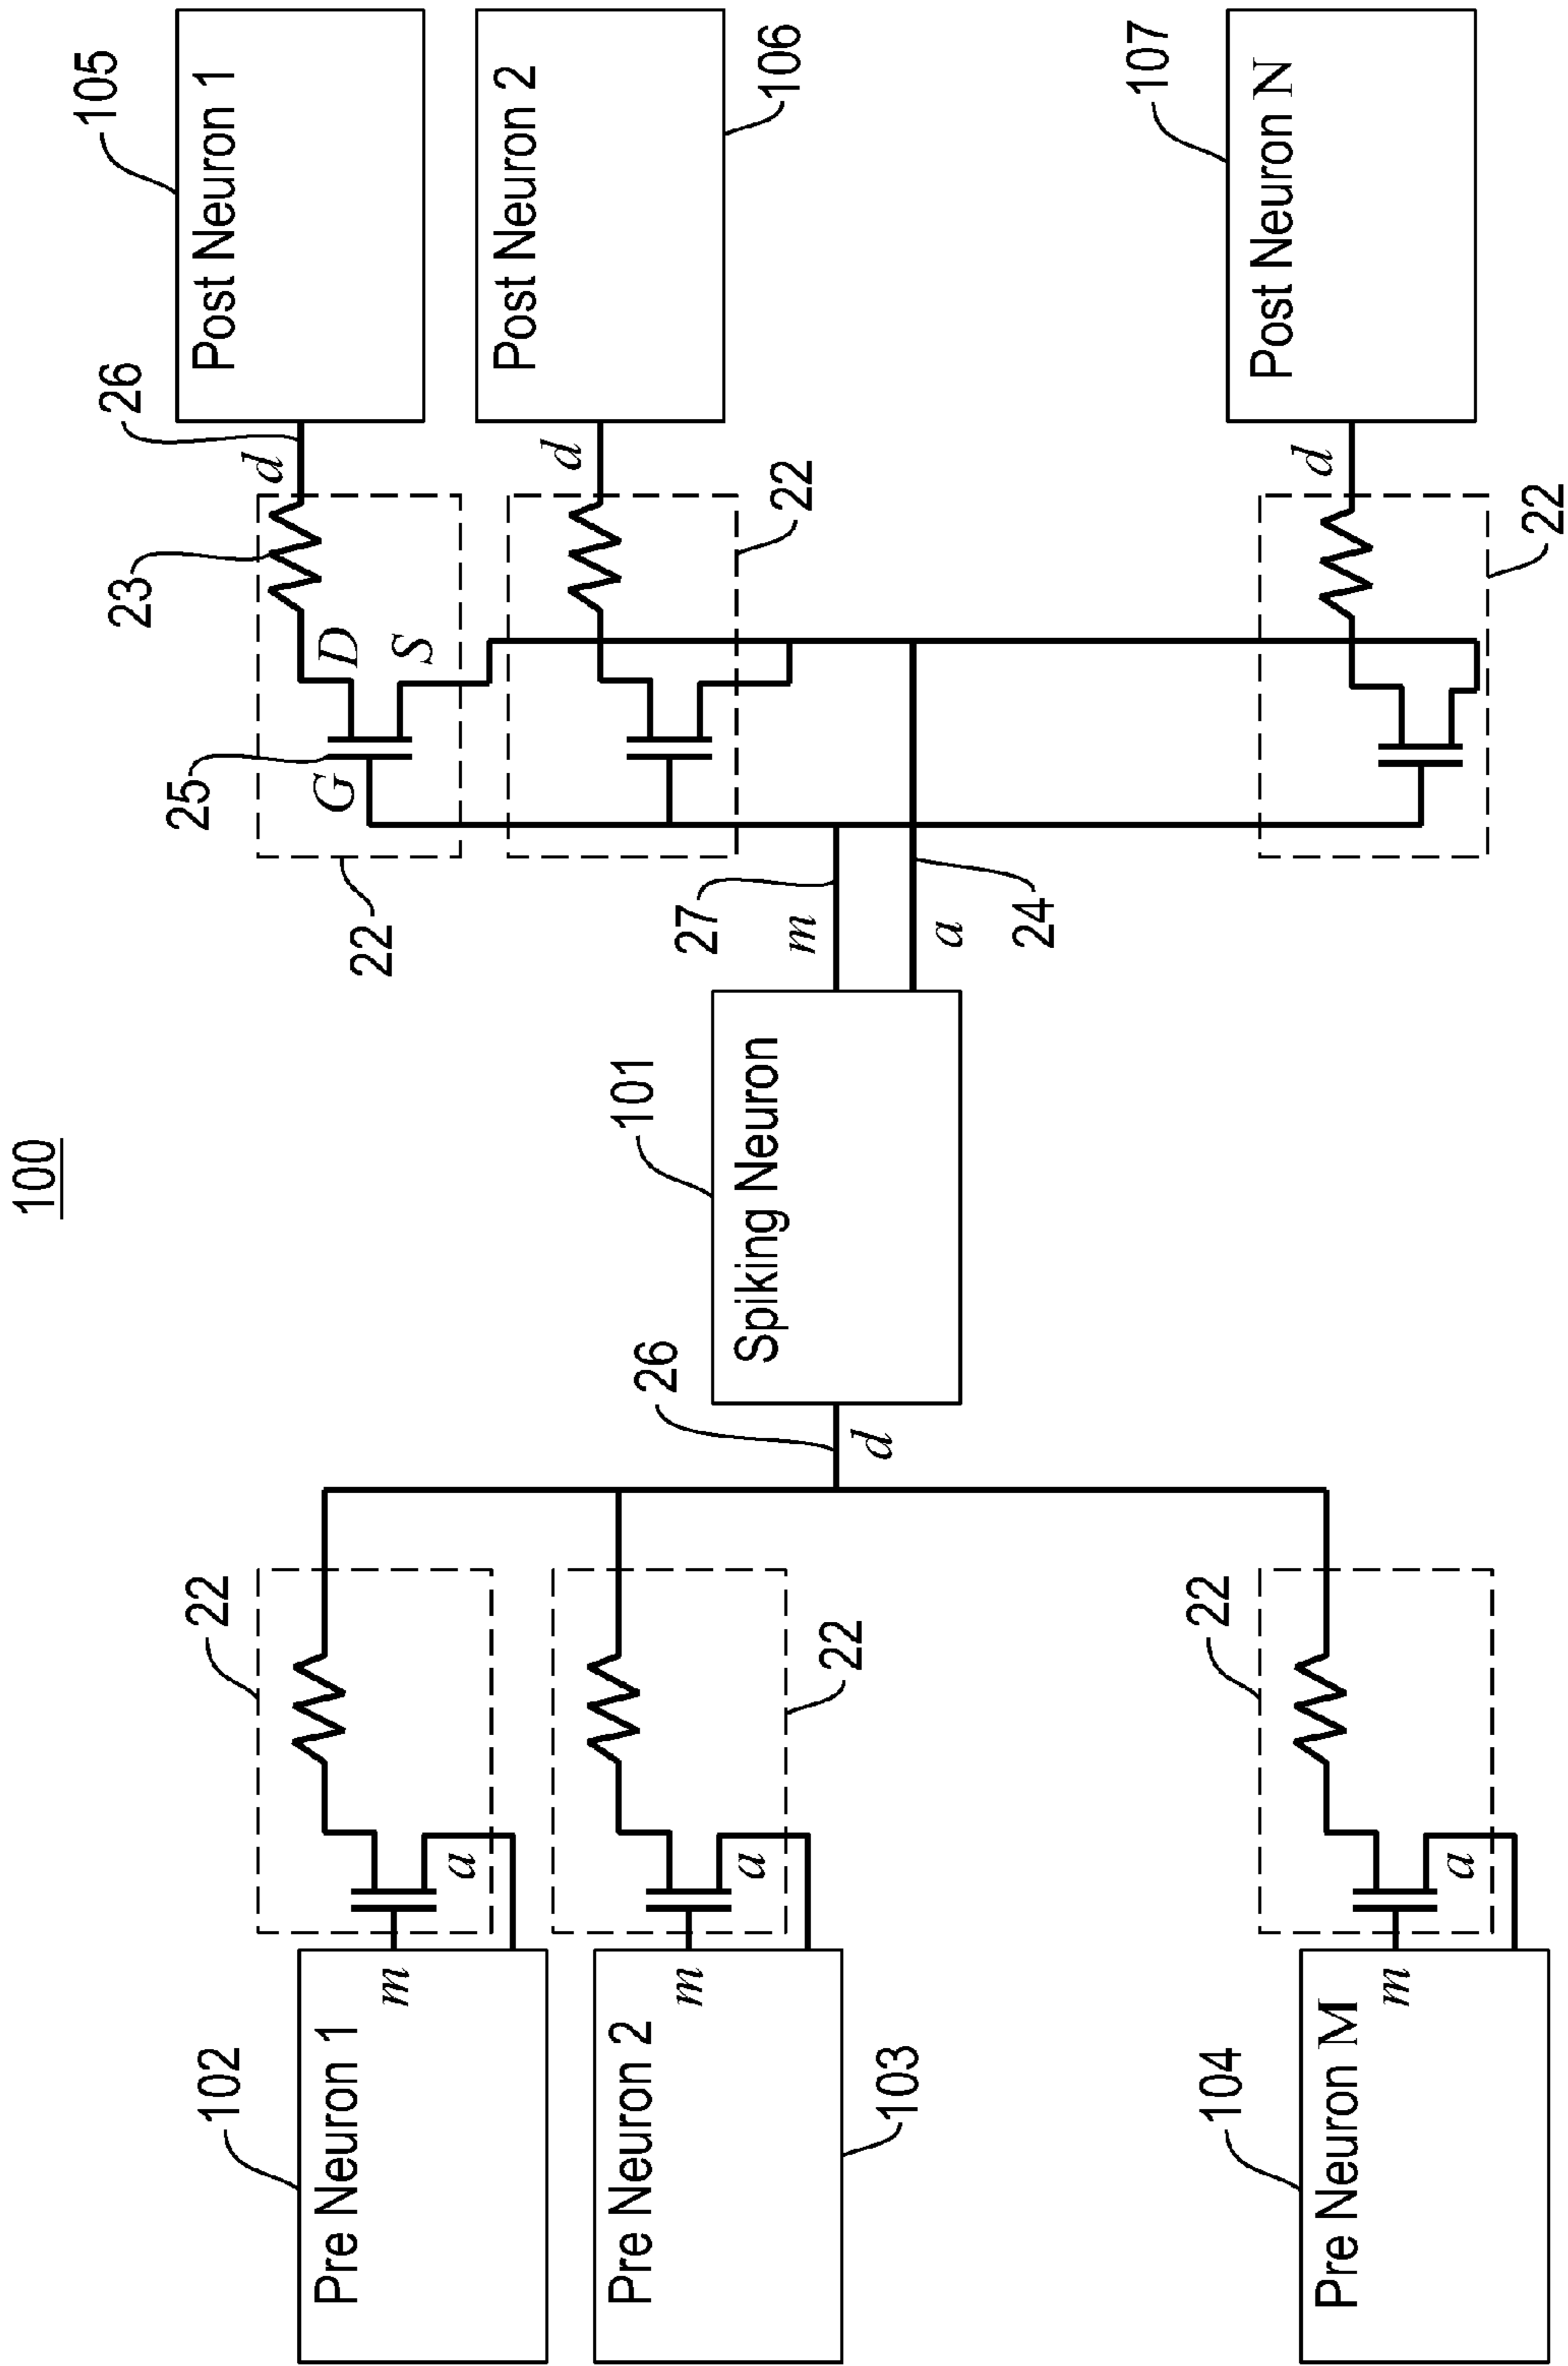 100
102
Pre Neuron 1
m
a
22
Pre Neuron 2
m
a
103
22
104
Pre Neuron M
m
a
22
26
d
101
Spiking Neuron
27
m
a
24
22
25
G
D
S
23
d
26
105
Post Neuron 1
22
d
Post Neuron 2
106
22
d
107
Post Neuron N